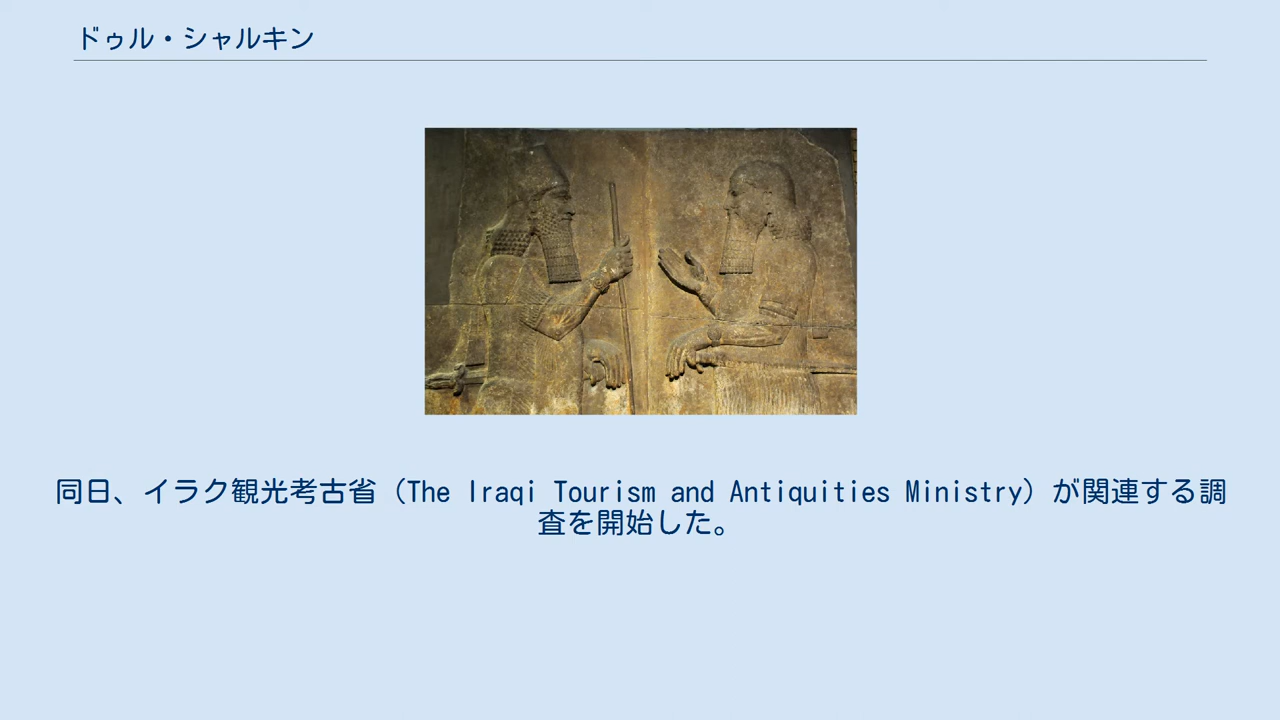 ドゥル・シャルキン
同日、イラク観光考古省（The Iraqi Tourism and Antiquities Ministry）が関連する調
査を開始した。